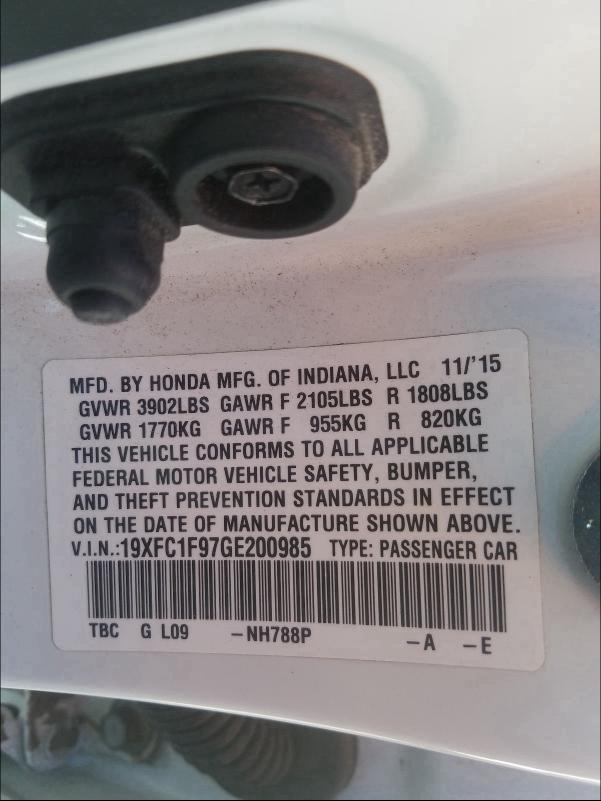 MFD. BY HONDA MFG. OF INDIANA, LLC 11/'15
GVWR 3902LBS GAWR F 2105LBS R 1808LBS
GVWR 1770KG GAWR F 955KG R 820KG
THIS VEHICLE CONFORMS TO ALL APPLICABLE
FEDERAL MOTOR VEHICLE SAFETY, BUMPER,
AND THEFT PREVENTION STANDARDS IN EFFECT
ON THE DATE OF MANUFACTURE SHOWN ABOVE.
V.I.N.:19XFC1F97GE200985 TYPE: PASSENGER CAR
TBC G L09 –NH788P –A –E